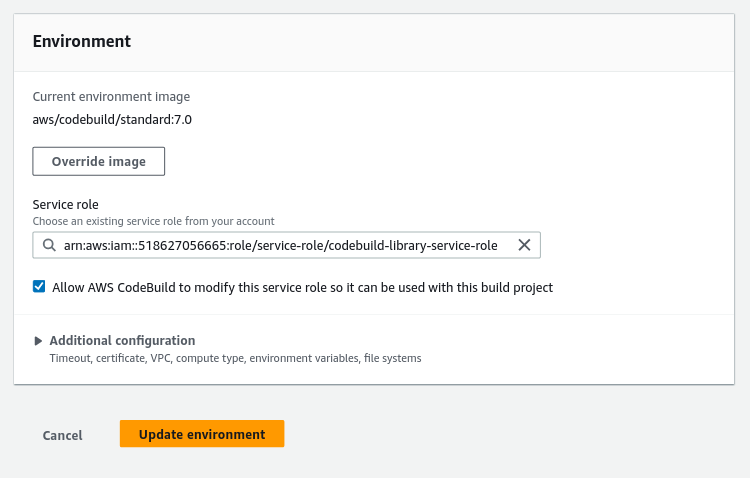 Environment
Current environment image
aws/codebuild/standard:7.0
Override image
Service role
Choose an existing service role from your account
arn:aws:iam::518627056665:role/service-role/codebuild-library-service-role
Allow AWS CodeBuild to modify this service role so it can be used with this build project
Additional configuration
Timeout, certificate, VPC, compute type, environment variables, file systems
Cancel
Update environment